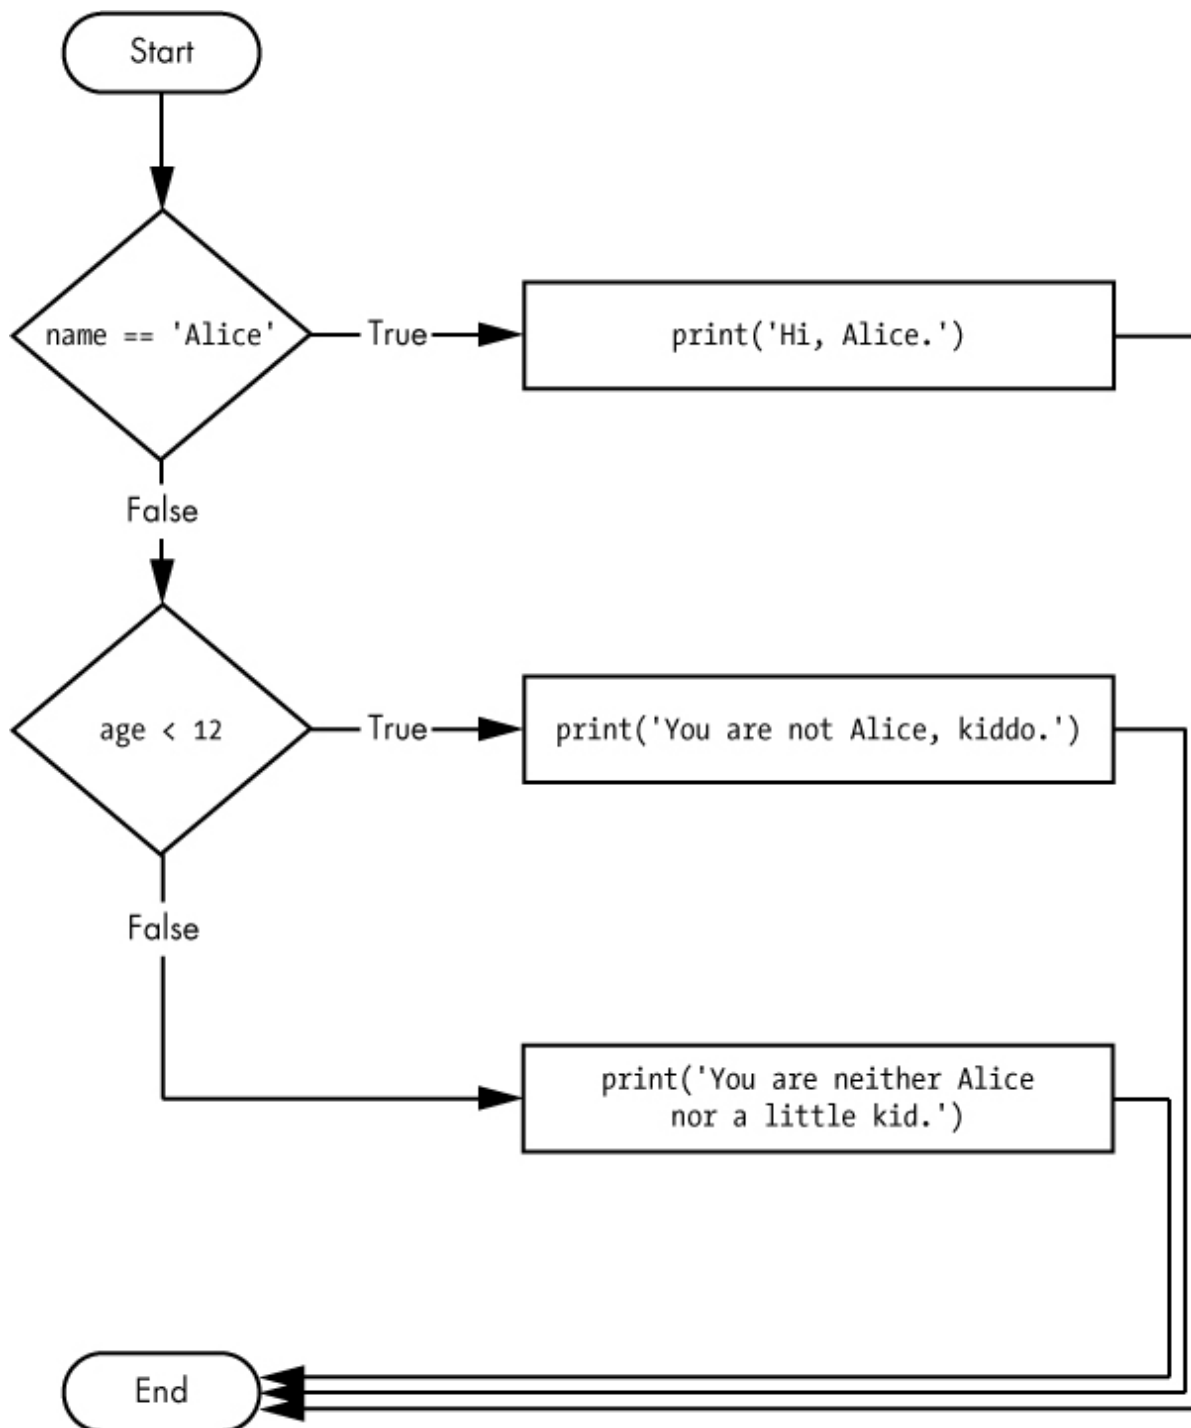 Start
name == 'Alice'
True
print('Hi, Alice.')
False
age < 12
True
print('You are not Alice, kiddo.')
False
print('You are neither Alice
nor a little kid.')
End